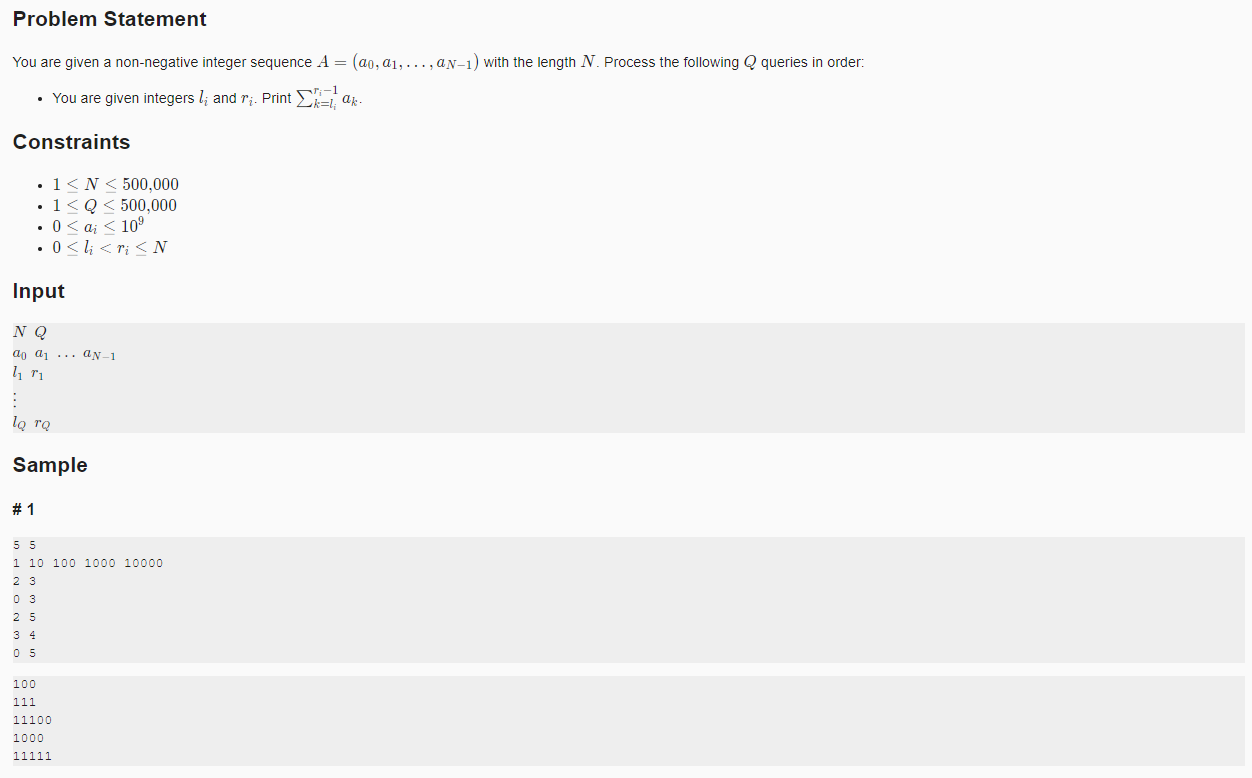 Problem Statement
You are given a non-negative integer sequence $A = (a_0, a_1, \ldots, a_{N-1})$ with the length $N$. Process the following $Q$ queries in order:
• You are given integers $l_i$ and $r_i$. Print $\sum_{k=l_i}^{r_i-1} a_k$.
Constraints
• $1 \leq N \leq 500{,}000$
• $1 \leq Q \leq 500{,}000$
• $0 \leq a_i \leq 10^9$
• $0 \leq l_i < r_i \leq N$
Input
$N$ $Q$
$a_0$ $a_1$ $\ldots$ $a_{N-1}$
$l_1$ $r_1$
$\vdots$
$l_Q$ $r_Q$
Sample
# 1
5 5
1 10 100 1000 10000
2 3
0 3
2 5
3 4
0 5
100
111
11100
1000
11111